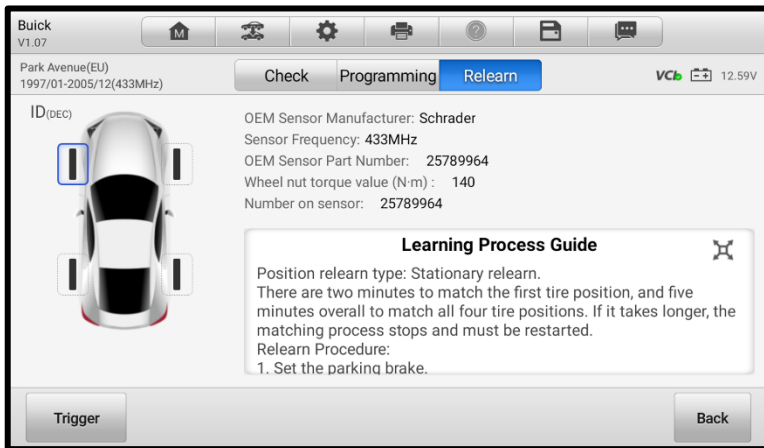 Buick
V1.07
M
?
Park Avenue(EU)
1997/01-2005/12(433MHz)
Check Programming Relearn
VCI 12.59V
ID(DEC)
OEM Sensor Manufacturer: Schrader
Sensor Frequency: 433MHz
OEM Sensor Part Number: 25789964
Wheel nut torque value (N·m) : 140
Number on sensor: 25789964
Learning Process Guide
Position relearn type: Stationary relearn.
There are two minutes to match the first tire position, and five
minutes overall to match all four tire positions. If it takes longer, the
matching process stops and must be restarted.
Relearn Procedure:
1. Set the parking brake.
Trigger Back